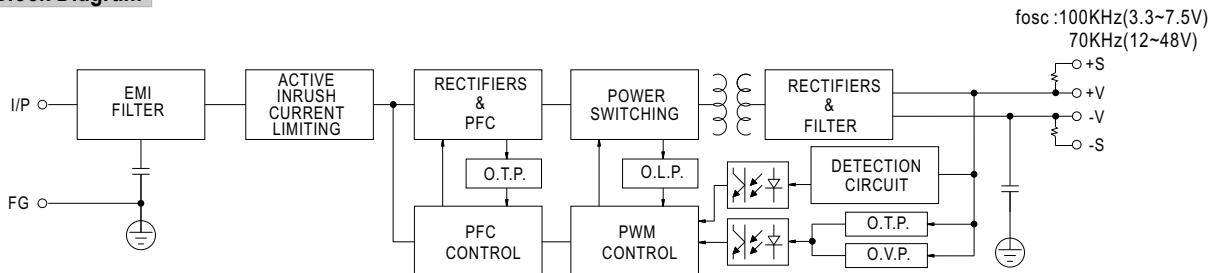 Block Diagram
fosc :100KHz(3.3~7.5V)
70KHz(12~48V)
I/P
EMI
FILTER
ACTIVE
INRUSH
CURRENT
LIMITING
RECTIFIERS
&
PFC
POWER
SWITCHING
RECTIFIERS
&
FILTER
+S
+V
-V
-S
O.T.P.
O.L.P.
DETECTION
CIRCUIT
FG
PFC
CONTROL
PWM
CONTROL
O.T.P.
O.V.P.